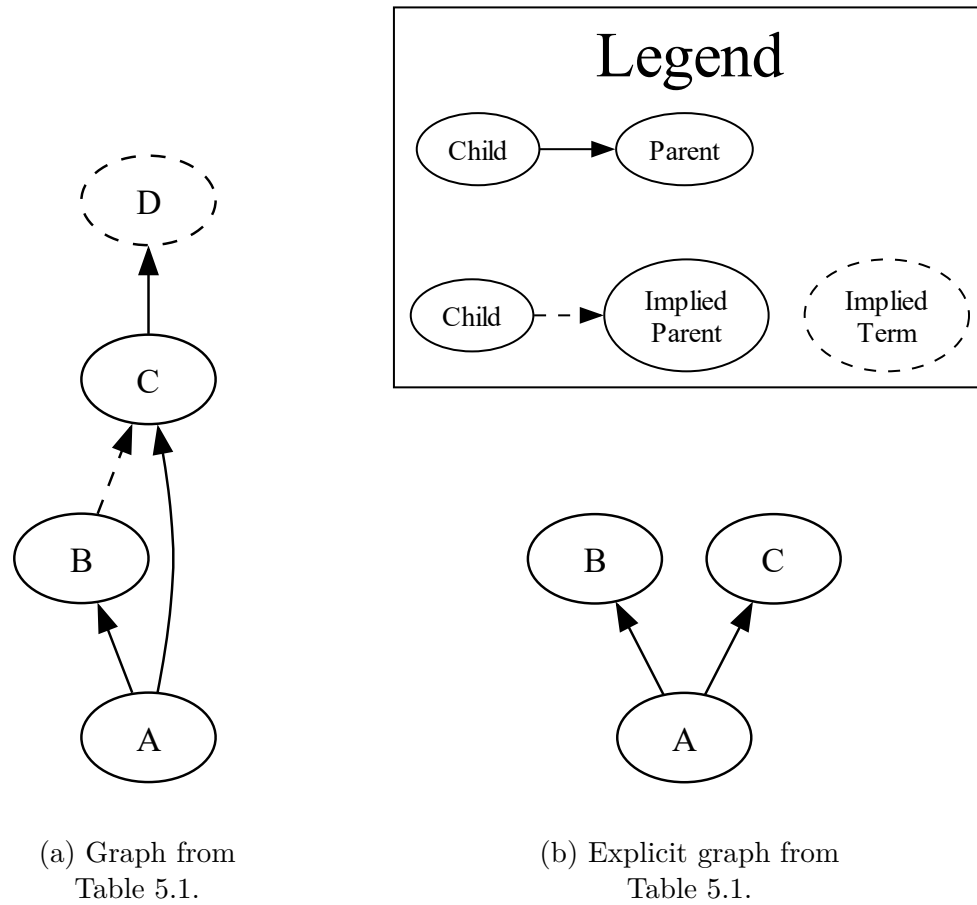 Legend
Child
Parent
Child
Implied
Parent
Implied
Term
D
C
B
A
B
C
A
(a) Graph from
Table 5.1.
(b) Explicit graph from
Table 5.1.